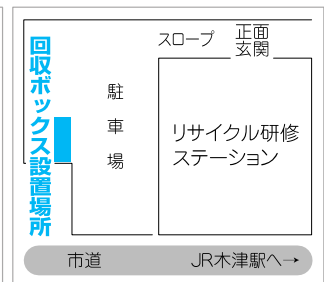 回収ボックス設置場所
駐車場
スロープ
正面
玄関
リサイクル研修
ステーション
市道
JR木津駅へ→